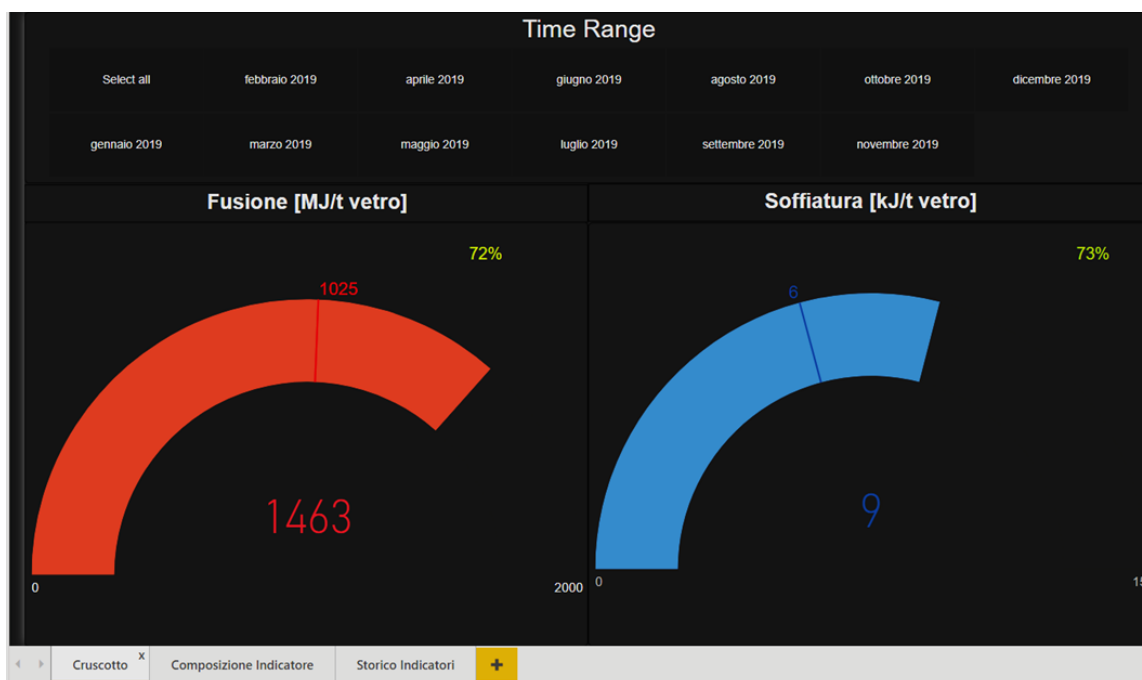 Time Range
Select all febbraio 2019 aprile 2019 giugno 2019 agosto 2019 ottobre 2019 dicembre 2019
gennaio 2019 marzo 2019 maggio 2019 luglio 2019 settembre 2019 novembre 2019
Fusione [MJ/t vetro] Soffiatura [kJ/t vetro]
72% 73%
1025 6
1463 9
0 2000 0 15
Cruscotto x Composizione Indicatore Storico Indicatori +